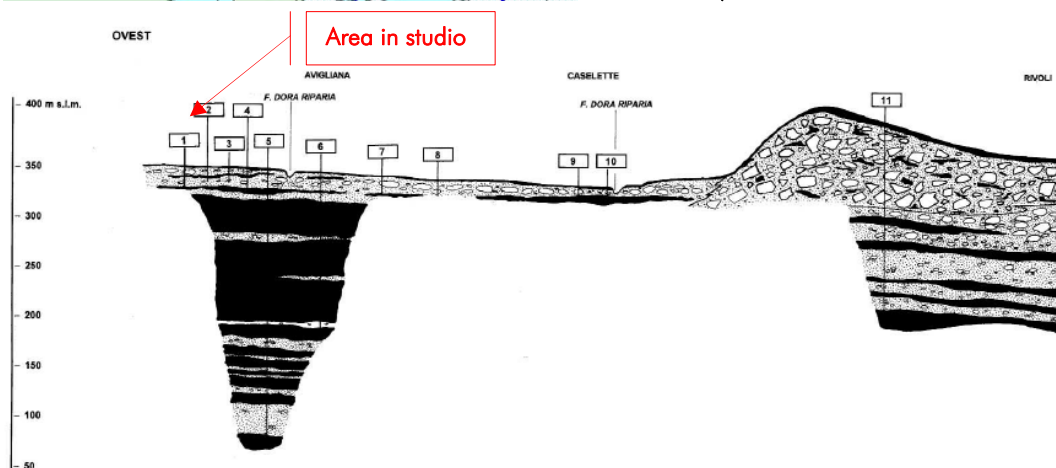 OVEST
Area in studio
AVIGLIANA
CASELETTE
RIVOLI
F. DORA RIPARIA
F. DORA RIPARIA
400 m s.l.m.
350
300
250
200
150
100
50
1
2
3
4
5
6
7
8
9
10
11